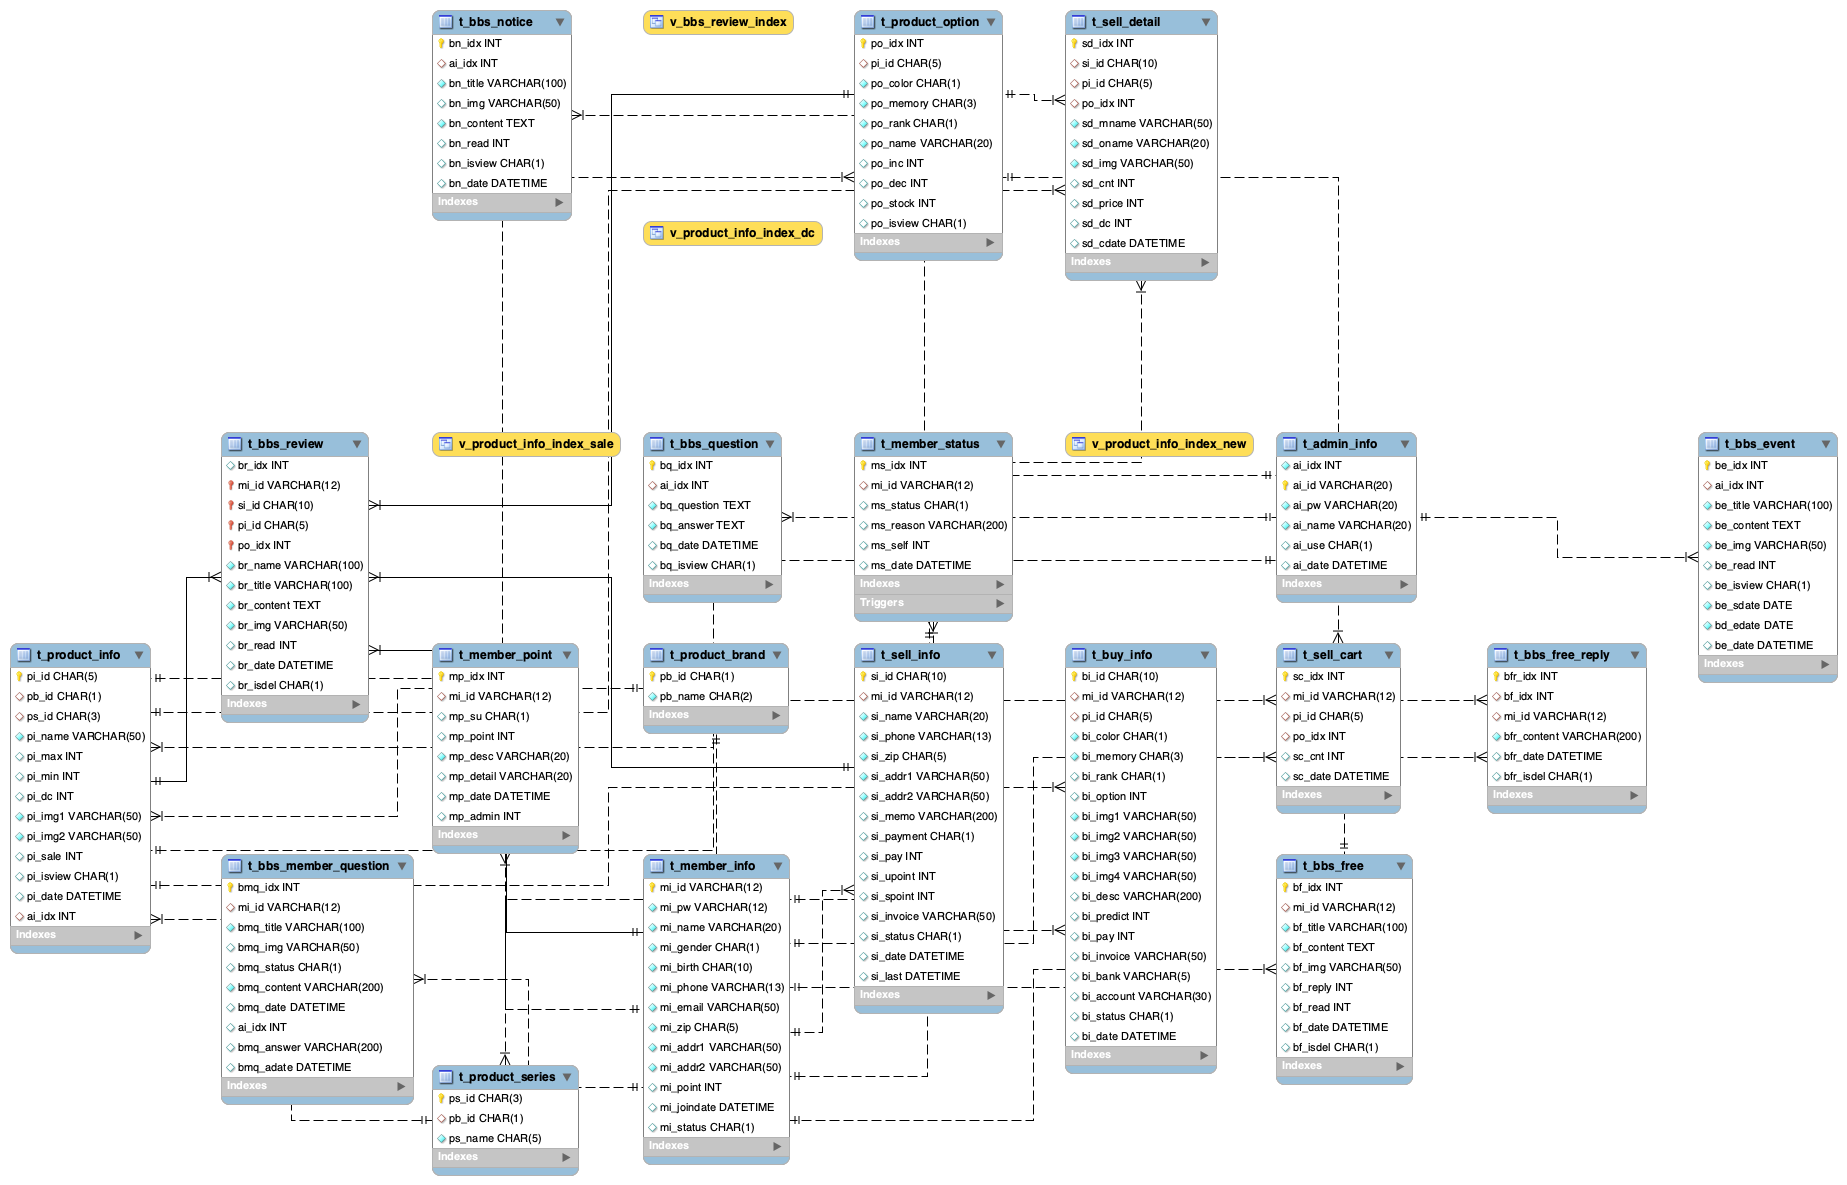 t_bbs_notice
bn_idx INT
ai_idx INT
bn_title VARCHAR(100)
bn_img VARCHAR(50)
bn_content TEXT
bn_read INT
bn_isview CHAR(1)
bn_date DATETIME
Indexes
v_bbs_review_index
t_product_option
po_idx INT
pi_id CHAR(5)
po_color CHAR(1)
po_memory CHAR(3)
po_rank CHAR(1)
po_name VARCHAR(20)
po_inc INT
po_dec INT
po_stock INT
po_isview CHAR(1)
Indexes
t_sell_detail
sd_idx INT
si_id CHAR(10)
pi_id CHAR(5)
po_idx INT
sd_mname VARCHAR(50)
sd_oname VARCHAR(20)
sd_img VARCHAR(50)
sd_cnt INT
sd_price INT
sd_dc INT
sd_cdate DATETIME
Indexes
v_product_info_index_dc
t_bbs_review
br_idx INT
mi_id VARCHAR(12)
si_id CHAR(10)
pi_id CHAR(5)
po_idx INT
br_name VARCHAR(100)
br_title VARCHAR(100)
br_content TEXT
br_img VARCHAR(50)
br_read INT
br_date DATETIME
br_isdel CHAR(1)
Indexes
v_product_info_index_sale
t_bbs_question
bq_idx INT
ai_idx INT
bq_question TEXT
bq_answer TEXT
bq_date DATETIME
bq_isview CHAR(1)
Indexes
t_member_status
ms_idx INT
mi_id VARCHAR(12)
ms_status CHAR(1)
ms_reason VARCHAR(200)
ms_self INT
ms_date DATETIME
Indexes
Triggers
v_product_info_index_new
t_admin_info
ai_idx INT
ai_id VARCHAR(20)
ai_pw VARCHAR(20)
ai_name VARCHAR(20)
ai_use CHAR(1)
ai_date DATETIME
Indexes
t_bbs_event
be_idx INT
ai_idx INT
be_title VARCHAR(100)
be_content TEXT
be_img VARCHAR(50)
be_read INT
be_isview CHAR(1)
be_sdate DATE
bd_edate DATE
be_date DATETIME
Indexes
t_product_info
pi_id CHAR(5)
pb_id CHAR(1)
ps_id CHAR(3)
pi_name VARCHAR(50)
pi_max INT
pi_min INT
pi_dc INT
pi_img1 VARCHAR(50)
pi_img2 VARCHAR(50)
pi_sale INT
pi_isview CHAR(1)
pi_date DATETIME
ai_idx INT
Indexes
t_member_point
mp_idx INT
mi_id VARCHAR(12)
mp_su CHAR(1)
mp_point INT
mp_desc VARCHAR(20)
mp_detail VARCHAR(20)
mp_date DATETIME
mp_admin INT
Indexes
t_product_brand
pb_id CHAR(1)
pb_name CHAR(2)
Indexes
t_sell_info
si_id CHAR(10)
mi_id VARCHAR(12)
si_name VARCHAR(20)
si_phone VARCHAR(13)
si_zip CHAR(5)
si_addr1 VARCHAR(50)
si_addr2 VARCHAR(50)
si_memo VARCHAR(200)
si_payment CHAR(1)
si_pay INT
si_upoint INT
si_spoint INT
si_invoice VARCHAR(50)
si_status CHAR(1)
si_date DATETIME
si_last DATETIME
Indexes
t_buy_info
bi_id CHAR(10)
mi_id VARCHAR(12)
pi_id CHAR(5)
bi_color CHAR(1)
bi_memory CHAR(3)
bi_rank CHAR(1)
bi_option INT
bi_img1 VARCHAR(50)
bi_img2 VARCHAR(50)
bi_img3 VARCHAR(50)
bi_img4 VARCHAR(50)
bi_desc VARCHAR(200)
bi_predict INT
bi_pay INT
bi_invoice VARCHAR(50)
bi_bank VARCHAR(5)
bi_account VARCHAR(30)
bi_status CHAR(1)
bi_date DATETIME
Indexes
t_sell_cart
sc_idx INT
mi_id VARCHAR(12)
pi_id CHAR(5)
po_idx INT
sc_cnt INT
sc_date DATETIME
Indexes
t_bbs_free_reply
bfr_idx INT
bf_idx INT
mi_id VARCHAR(12)
bfr_content VARCHAR(200)
bfr_date DATETIME
bfr_isdel CHAR(1)
Indexes
t_bbs_member_question
bmq_idx INT
mi_id VARCHAR(12)
bmq_title VARCHAR(100)
bmq_img VARCHAR(50)
bmq_status CHAR(1)
bmq_content VARCHAR(200)
bmq_date DATETIME
ai_idx INT
bmq_answer VARCHAR(200)
bmq_adate DATETIME
Indexes
t_member_info
mi_id VARCHAR(12)
mi_pw VARCHAR(12)
mi_name VARCHAR(20)
mi_gender CHAR(1)
mi_birth CHAR(10)
mi_phone VARCHAR(13)
mi_email VARCHAR(50)
mi_zip CHAR(5)
mi_addr1 VARCHAR(50)
mi_addr2 VARCHAR(50)
mi_point INT
mi_joindate DATETIME
mi_status CHAR(1)
Indexes
t_bbs_free
bf_idx INT
mi_id VARCHAR(12)
bf_title VARCHAR(100)
bf_content TEXT
bf_img VARCHAR(50)
bf_reply INT
bf_read INT
bf_date DATETIME
bf_isdel CHAR(1)
Indexes
t_product_series
ps_id CHAR(3)
pb_id CHAR(1)
ps_name CHAR(5)
Indexes